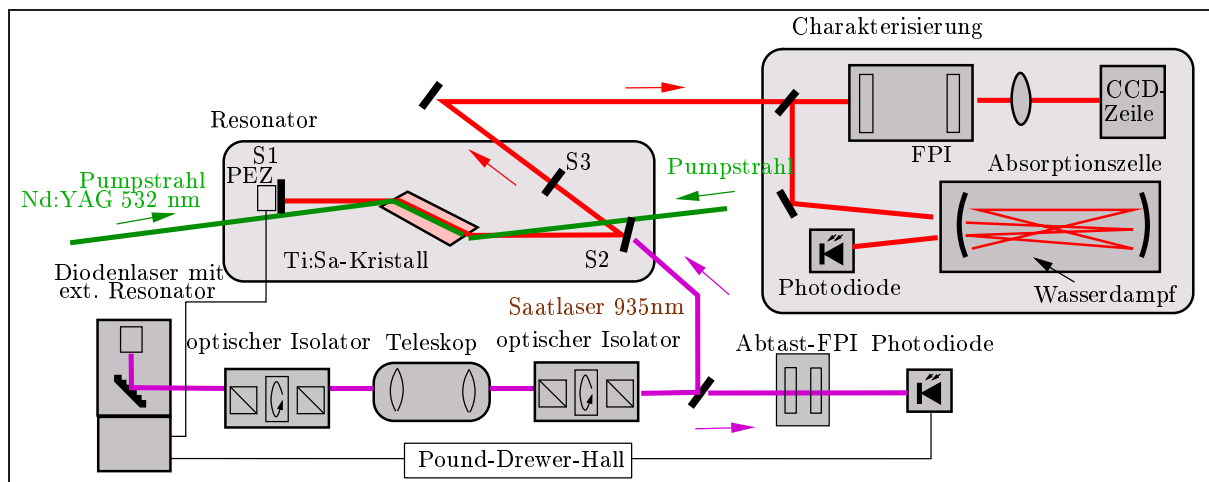 Charakterisierung
CCD-
Zeile
FPI
Resonator
S1
PEZ
S3
Absorptionszelle
Pumpstrahl
Nd:YAG 532 nm
Pumpstrahl
Ti:Sa-Kristall
S2
Photodiode
Wasserdampf
Diodenlaser mit
ext. Resonator
Saatlaser 935nm
optischer Isolator
Teleskop
optischer Isolator
Abtast-FPI
Photodiode
Pound-Drewer-Hall